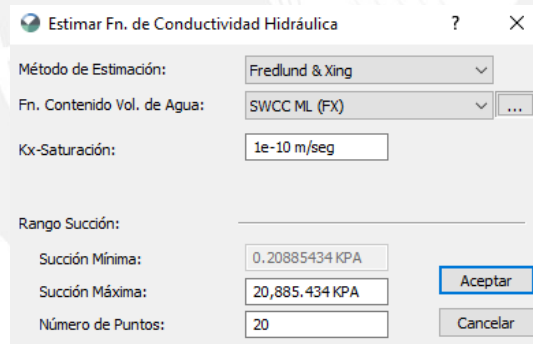 Estimar Fn. de Conductividad Hidráulica ? ×
Método de Estimación: Fredlund & Xing
Fn. Contenido Vol. de Agua: SWCC ML (FX) ...
Kx-Saturación: 1e-10 m/seg
Rango Succión:
Succión Mínima: 0.20885434 KPA
Succión Máxima: 20,885.434 KPA
Aceptar
Número de Puntos: 20
Cancelar